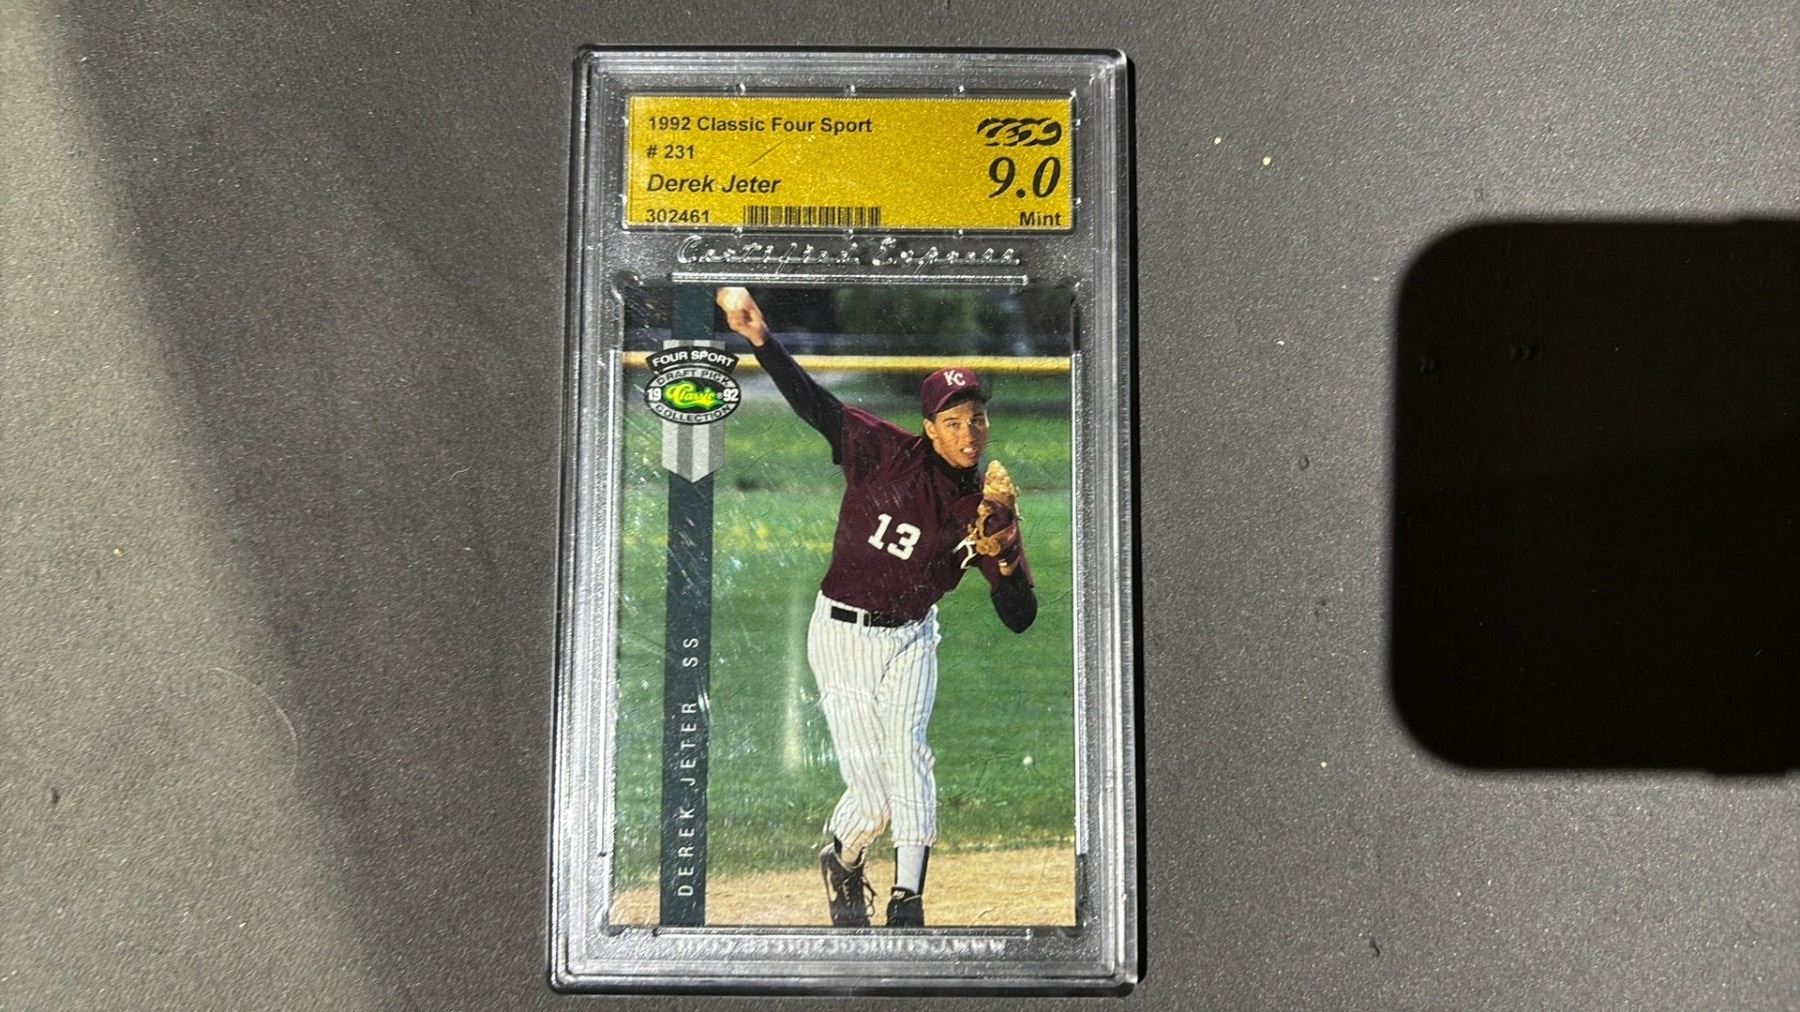 1992 Classic Four Sport
# 231
Derek Jeter
302461
9.0
Mint
Certified Express
FOUR SPORT
DRAFT PICK
19 Classic® 92
COLLECTION
KC
13
DEREK JETER SS